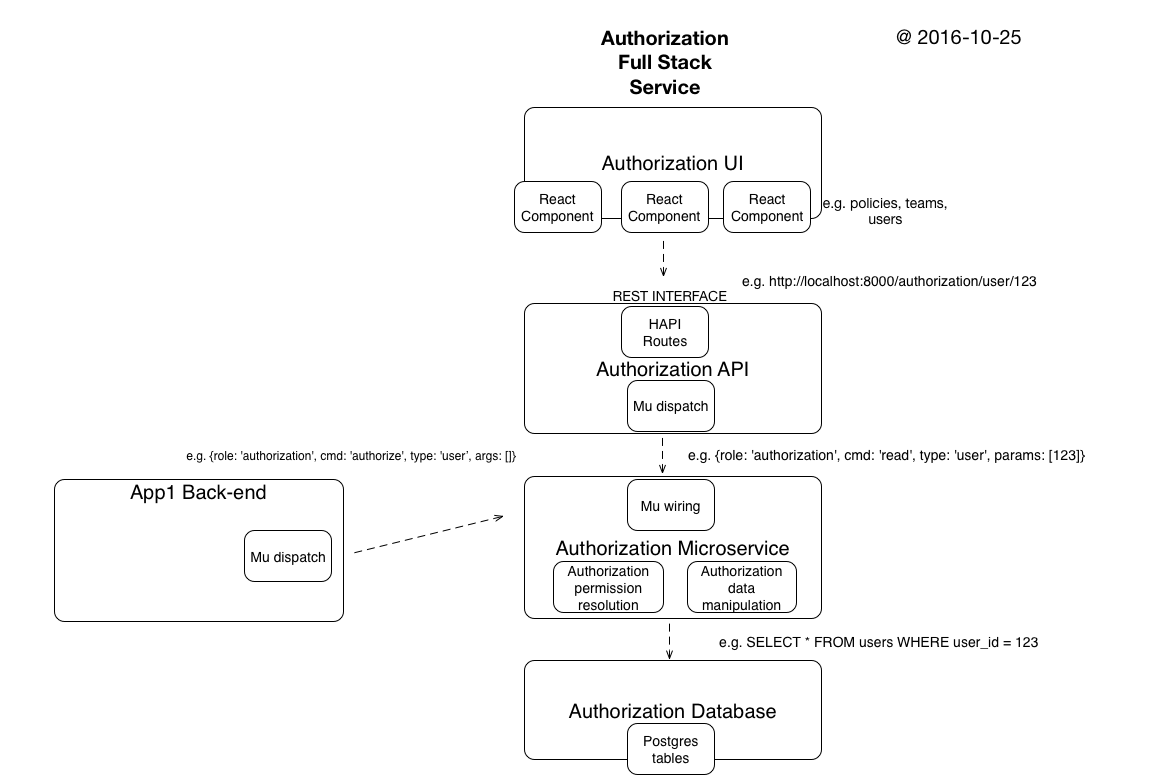 Authorization
Full Stack
Service
@ 2016-10-25
Authorization UI
React
Component
React
Component
React
Component
e.g. policies, teams,
users
e.g. http://localhost:8000/authorization/user/123
REST INTERFACE
HAPI
Routes
Authorization API
Mu dispatch
e.g. {role: 'authorization', cmd: 'authorize', type: 'user', args: []}
e.g. {role: 'authorization', cmd: 'read', type: 'user', params: [123]}
App1 Back-end
Mu dispatch
Mu wiring
Authorization Microservice
Authorization
permission
resolution
Authorization
data
manipulation
e.g. SELECT * FROM users WHERE user_id = 123
Authorization Database
Postgres
tables